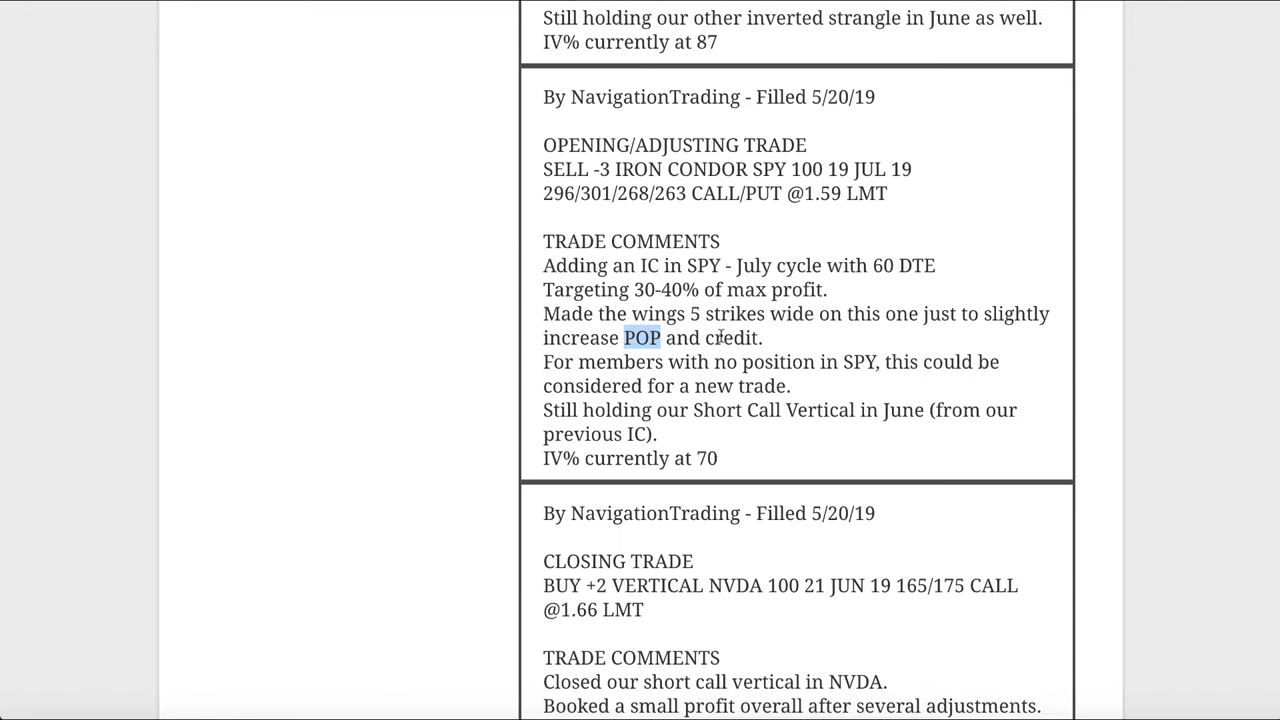 Still holding our other inverted strangle in June as well.
IV% currently at 87
By NavigationTrading - Filled 5/20/19
OPENING/ADJUSTING TRADE
SELL -3 IRON CONDOR SPY 100 19 JUL 19
296/301/268/263 CALL/PUT @1.59 LMT
TRADE COMMENTS
Adding an IC in SPY - July cycle with 60 DTE
Targeting 30-40% of max profit.
Made the wings 5 strikes wide on this one just to slightly
increase POP and credit.
For members with no position in SPY, this could be
considered for a new trade.
Still holding our Short Call Vertical in June (from our
previous IC).
IV% currently at 70
By NavigationTrading - Filled 5/20/19
CLOSING TRADE
BUY +2 VERTICAL NVDA 100 21 JUN 19 165/175 CALL
@1.66 LMT
TRADE COMMENTS
Closed our short call vertical in NVDA.
Booked a small profit overall after several adjustments.